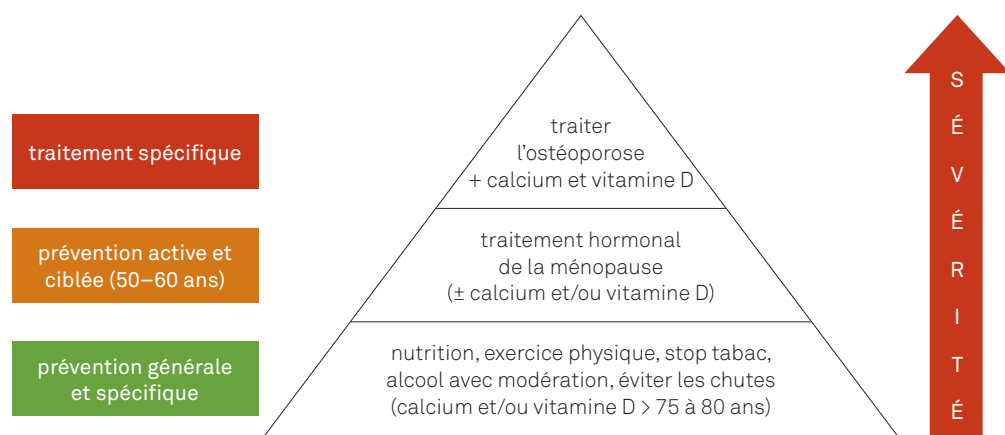 traitement spécifique
traiter
l’ostéoporose
+ calcium et vitamine D
prévention active et
ciblée (50–60 ans)
traitement hormonal
de la ménopause
(± calcium et/ou vitamine D)
prévention générale
et spécifique
nutrition, exercice physique, stop tabac,
alcool avec modération, éviter les chutes
(calcium et/ou vitamine D > 75 à 80 ans)
S
É
V
É
R
I
T
É